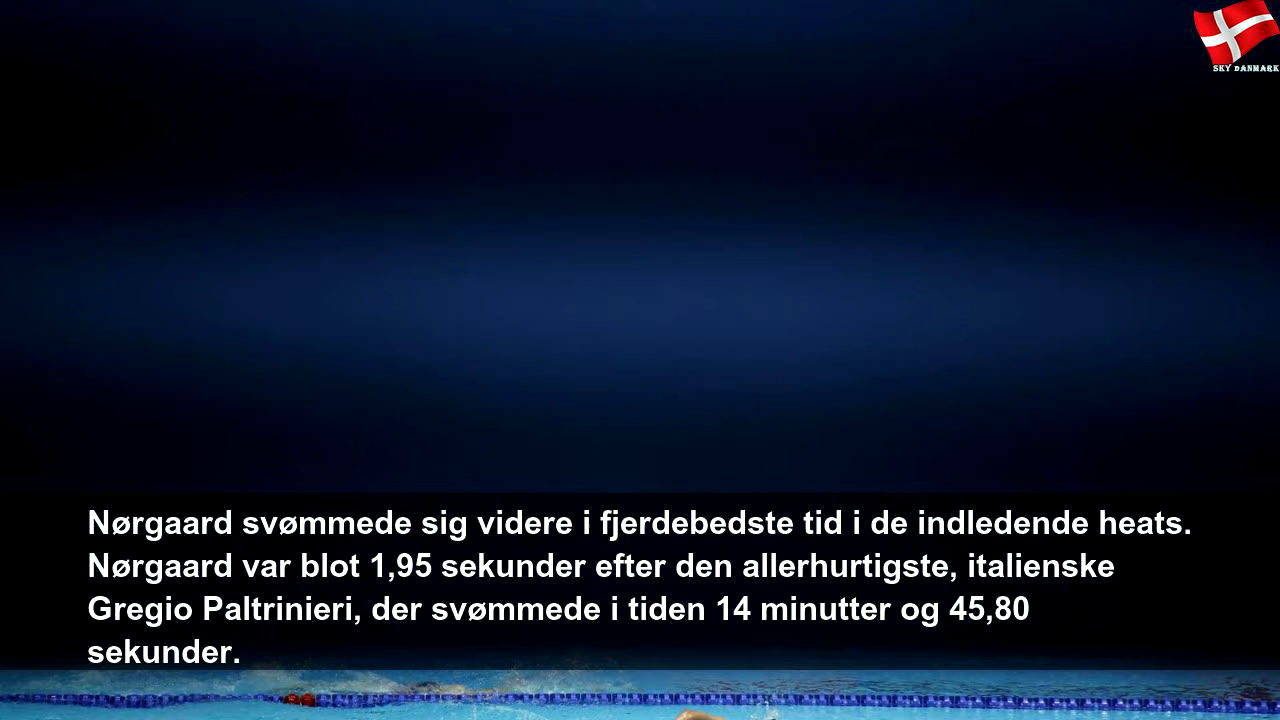 SKY DANMARK
Nørgaard svømmede sig videre i fjerdebedste tid i de indledende heats.
Nørgaard var blot 1,95 sekunder efter den allerhurtigste, italienske
Gregio Paltrinieri, der svømmede i tiden 14 minutter og 45,80
sekunder.